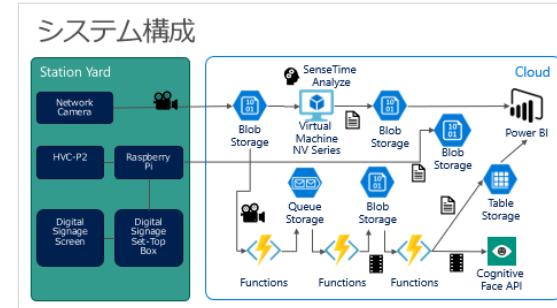 システム構成
Station Yard
Cloud
SenseTime
Analyze
Network
Camera
Blob
Storage
Virtual
Machine
NV Series
Blob
Storage
Power BI
HVC-P2
Raspberry
Pi
Blob
Storage
Queue
Storage
Blob
Storage
Table
Storage
Digital
Signage
Screen
Digital
Signage
Set-Top
Box
Functions
Functions
Functions
Cognitive
Face API